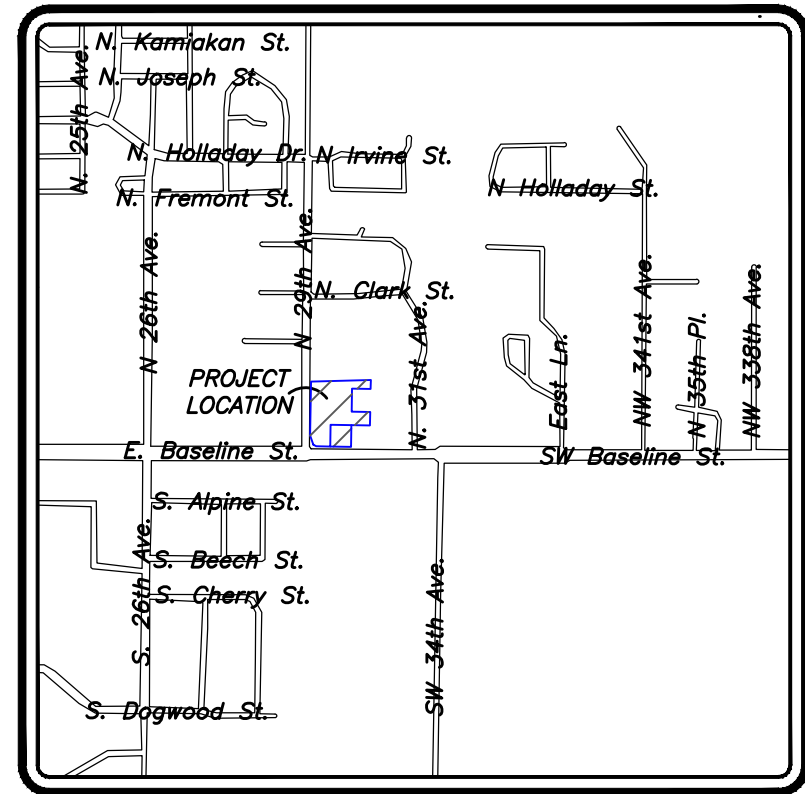 N. Kamiakan St.
N. 25th Ave.
N. Joseph St.
N. Holladay Dr.
N Irvine St.
N Holladay St.
N. Fremont St.
N 26th Ave.
N 29th Ave.
N. Clark St.
N. 31st Ave.
East Ln.
NW 341st Ave.
N 35th Pl.
NW 338th Ave.
PROJECT
LOCATION
E. Baseline St.
SW Baseline St.
S. Alpine St.
S. 26th Ave.
S. Beech St.
S. Cherry St.
SW 34th Ave.
S. Dogwood St.